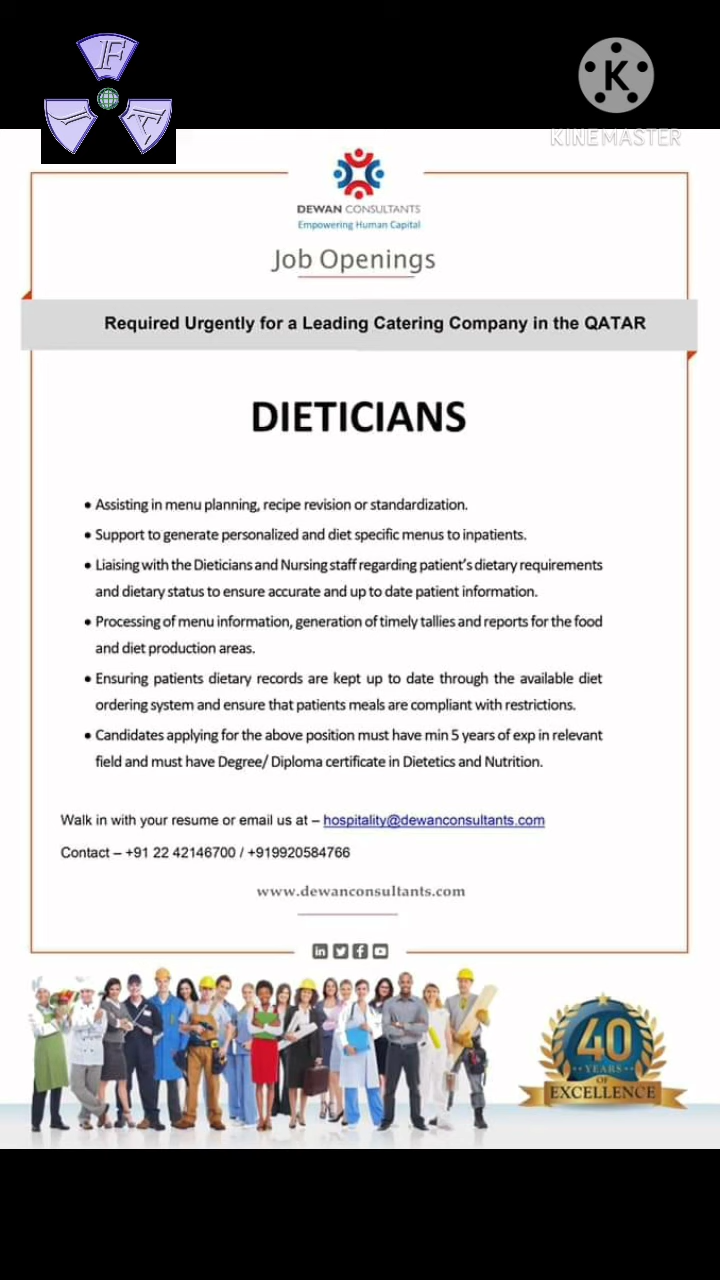 F
K
KINEMASTER
DEWAN CONSULTANTS
Empowering Human Capital
Job Openings
Required Urgently for a Leading Catering Company in the QATAR
DIETICIANS
• Assisting in menu planning, recipe revision or standardization.
• Support to generate personalized and diet specific menus to inpatients.
• Liaising with the Dieticians and Nursing staff regarding patient's dietary requirements
and dietary status to ensure accurate and up to date patient information.
• Processing of menu information, generation of timely tallies and reports for the food
and diet production areas.
• Ensuring patients dietary records are kept up to date through the available diet
ordering system and ensure that patients meals are compliant with restrictions.
• Candidates applying for the above position must have min 5 years of exp in relevant
field and must have Degree/ Diploma certificate in Dietetics and Nutrition.
Walk in with your resume or email us at – hospitality@dewanconsultants.com
Contact – +91 22 42146700 / +919920584766
www.dewanconsultants.com
in
f
40
YEARS
OF
EXCELLENCE